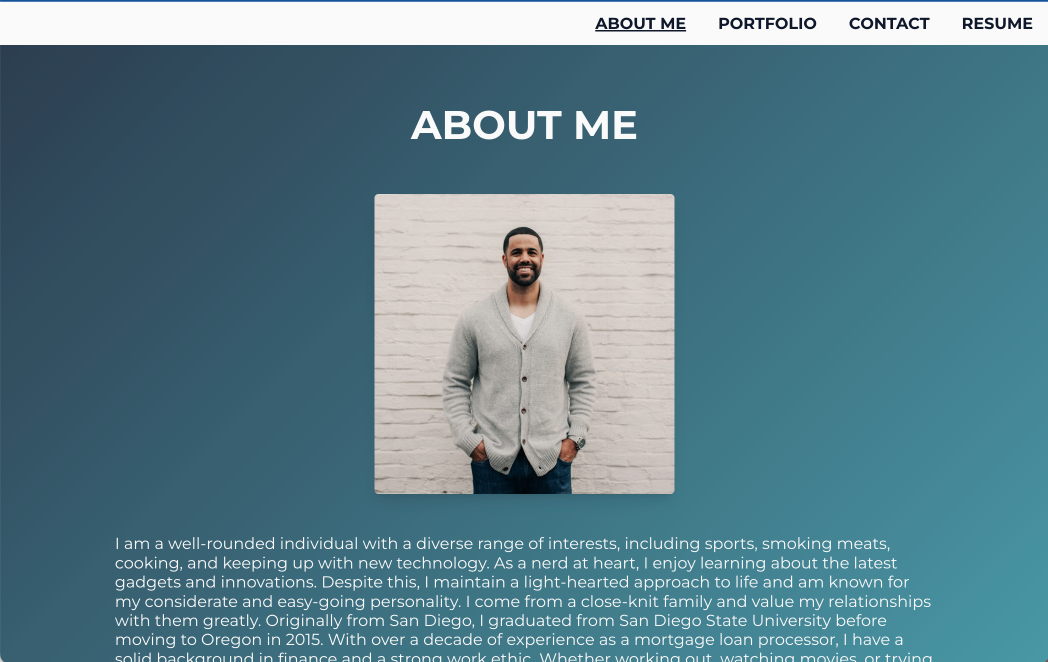 ABOUT ME PORTFOLIO CONTACT RESUME
ABOUT ME
I am a well-rounded individual with a diverse range of interests, including sports, smoking meats,
cooking, and keeping up with new technology. As a nerd at heart, I enjoy learning about the latest
gadgets and innovations. Despite this, I maintain a light-hearted approach to life and am known for
my considerate and easy-going personality. I come from a close-knit family and value my relationships
with them greatly. Originally from San Diego, I graduated from San Diego State University before
moving to Oregon in 2015. With over a decade of experience as a mortgage loan processor, I have a
solid background in finance and a strong work ethic. Whether working out, watching movies, or trying